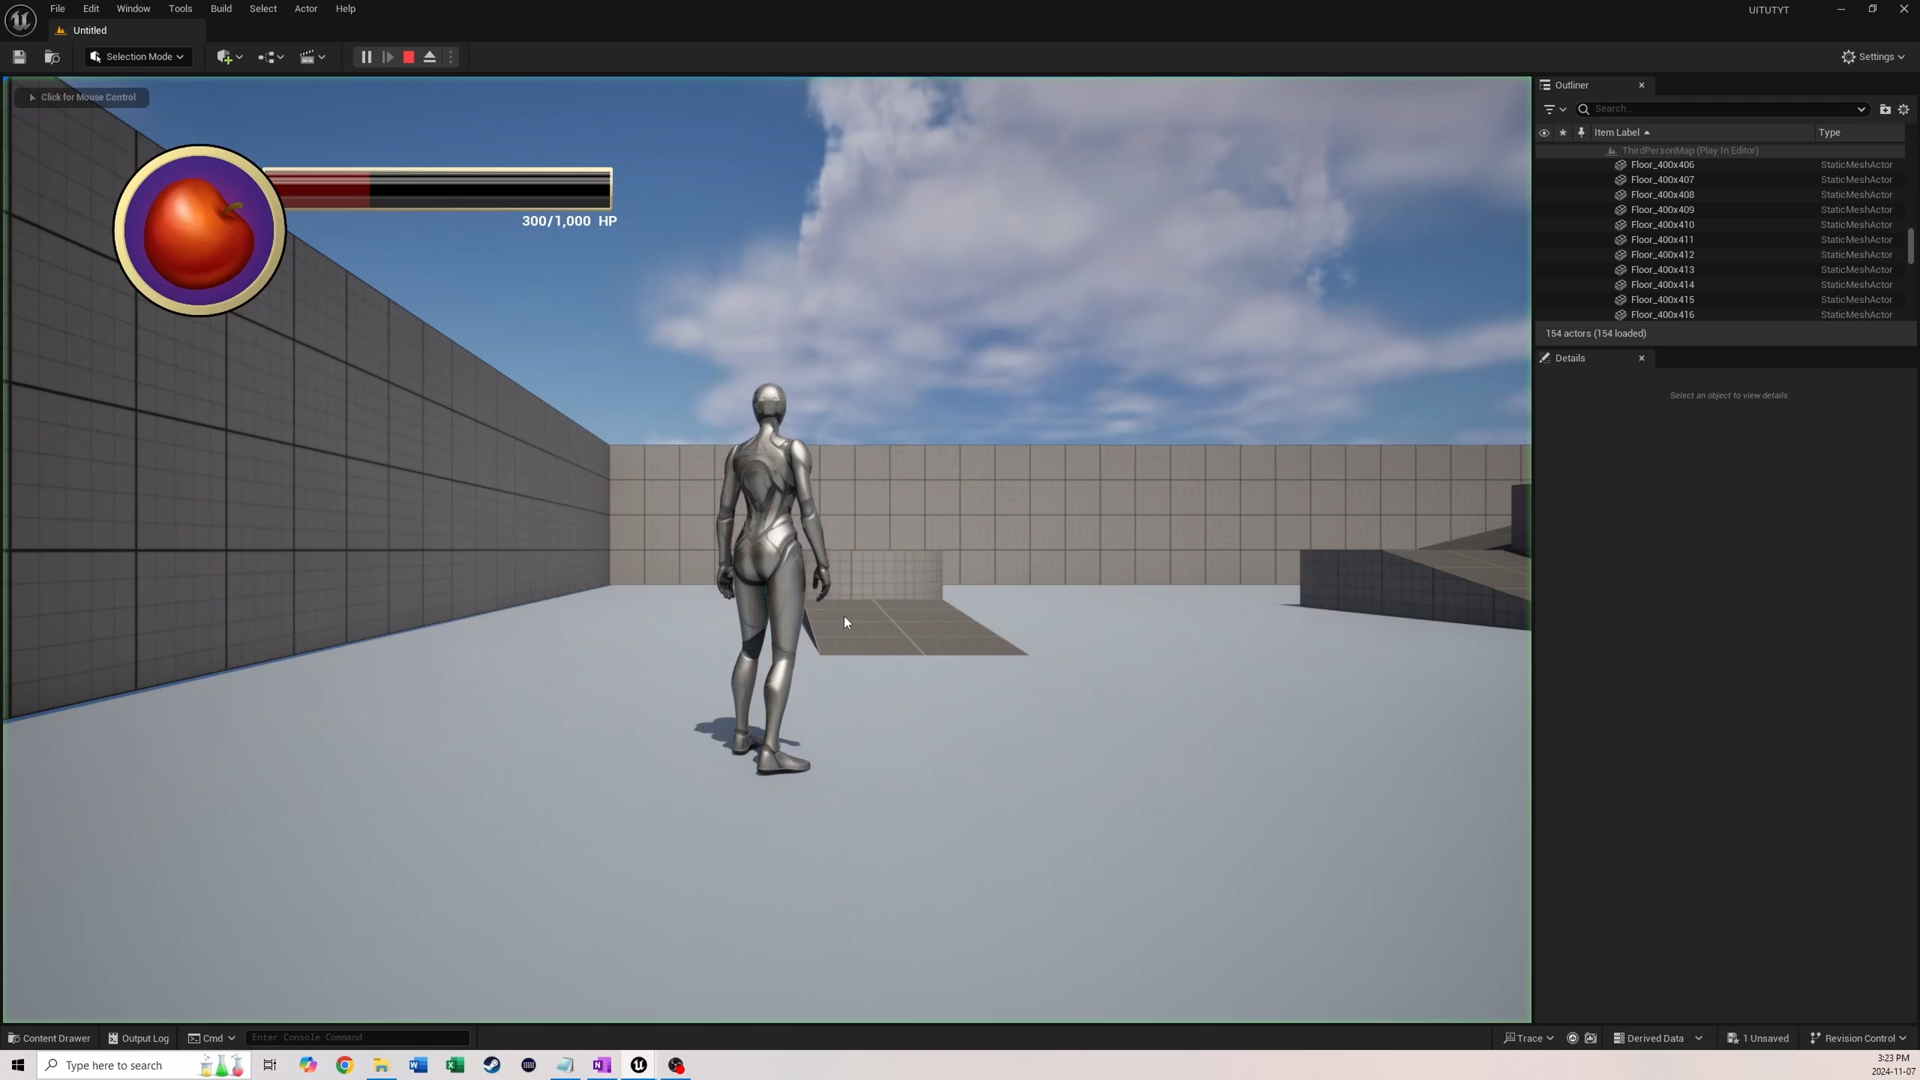 File Edit Window Tools Build Select Actor Help
UITUTYT
Untitled
Selection Mode
Settings
Click for Mouse Control
300/1,000 HP
Outliner
Search...
Item Label
Type
ThirdPersonMap (Play In Editor)
Floor_400x406 StaticMeshActor
Floor_400x407 StaticMeshActor
Floor_400x408 StaticMeshActor
Floor_400x409 StaticMeshActor
Floor_400x410 StaticMeshActor
Floor_400x411 StaticMeshActor
Floor_400x412 StaticMeshActor
Floor_400x413 StaticMeshActor
Floor_400x414 StaticMeshActor
Floor_400x415 StaticMeshActor
Floor_400x416 StaticMeshActor
154 actors (154 loaded)
Details
Select an object to view details.
Content Drawer
Output Log
Cmd
Enter Console Command
Trace
Derived Data
1 Unsaved
Revision Control
Type here to search
3:23 PM
2024-11-07